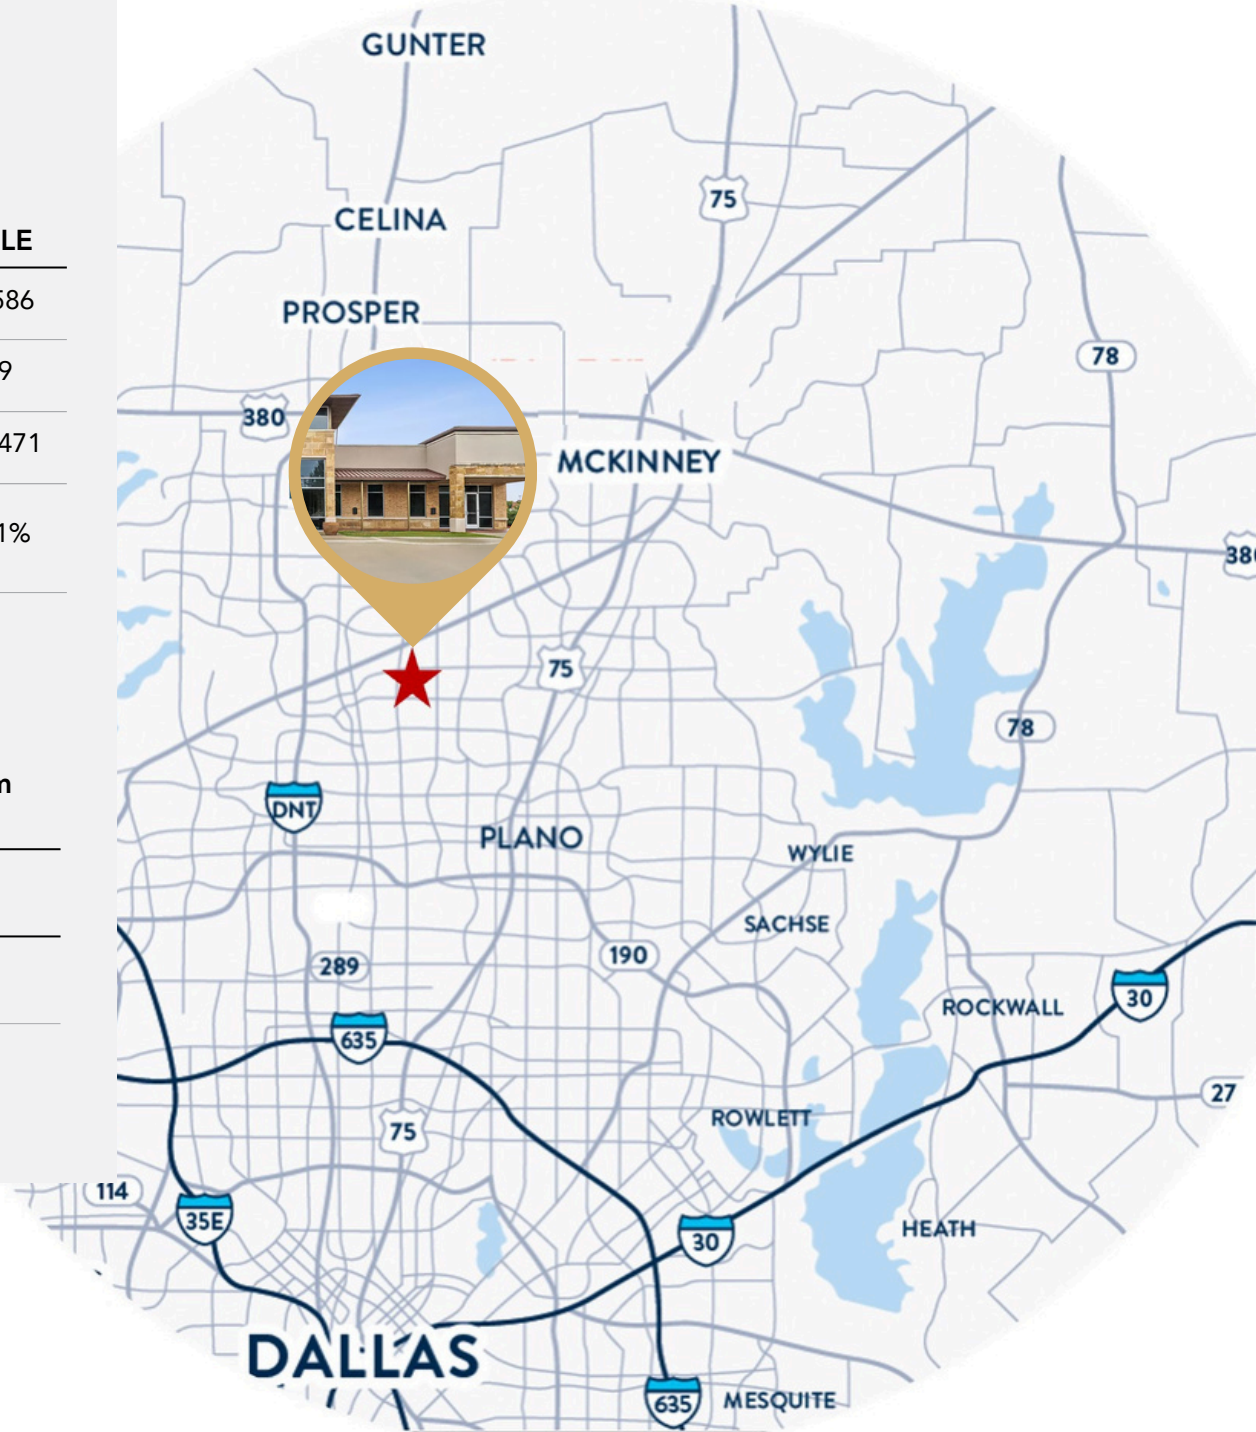 GUNTER
75
CELINA
LE
586
PROSPER
78
9
380
471
MCKINNEY
1%
380
75
78
m
DNT
PLANO
WYLIE
SACHSE
190
289
30
ROCKWALL
635
27
ROWLETT
75
114
35E
HEATH
30
DALLAS
635
MESQUITE